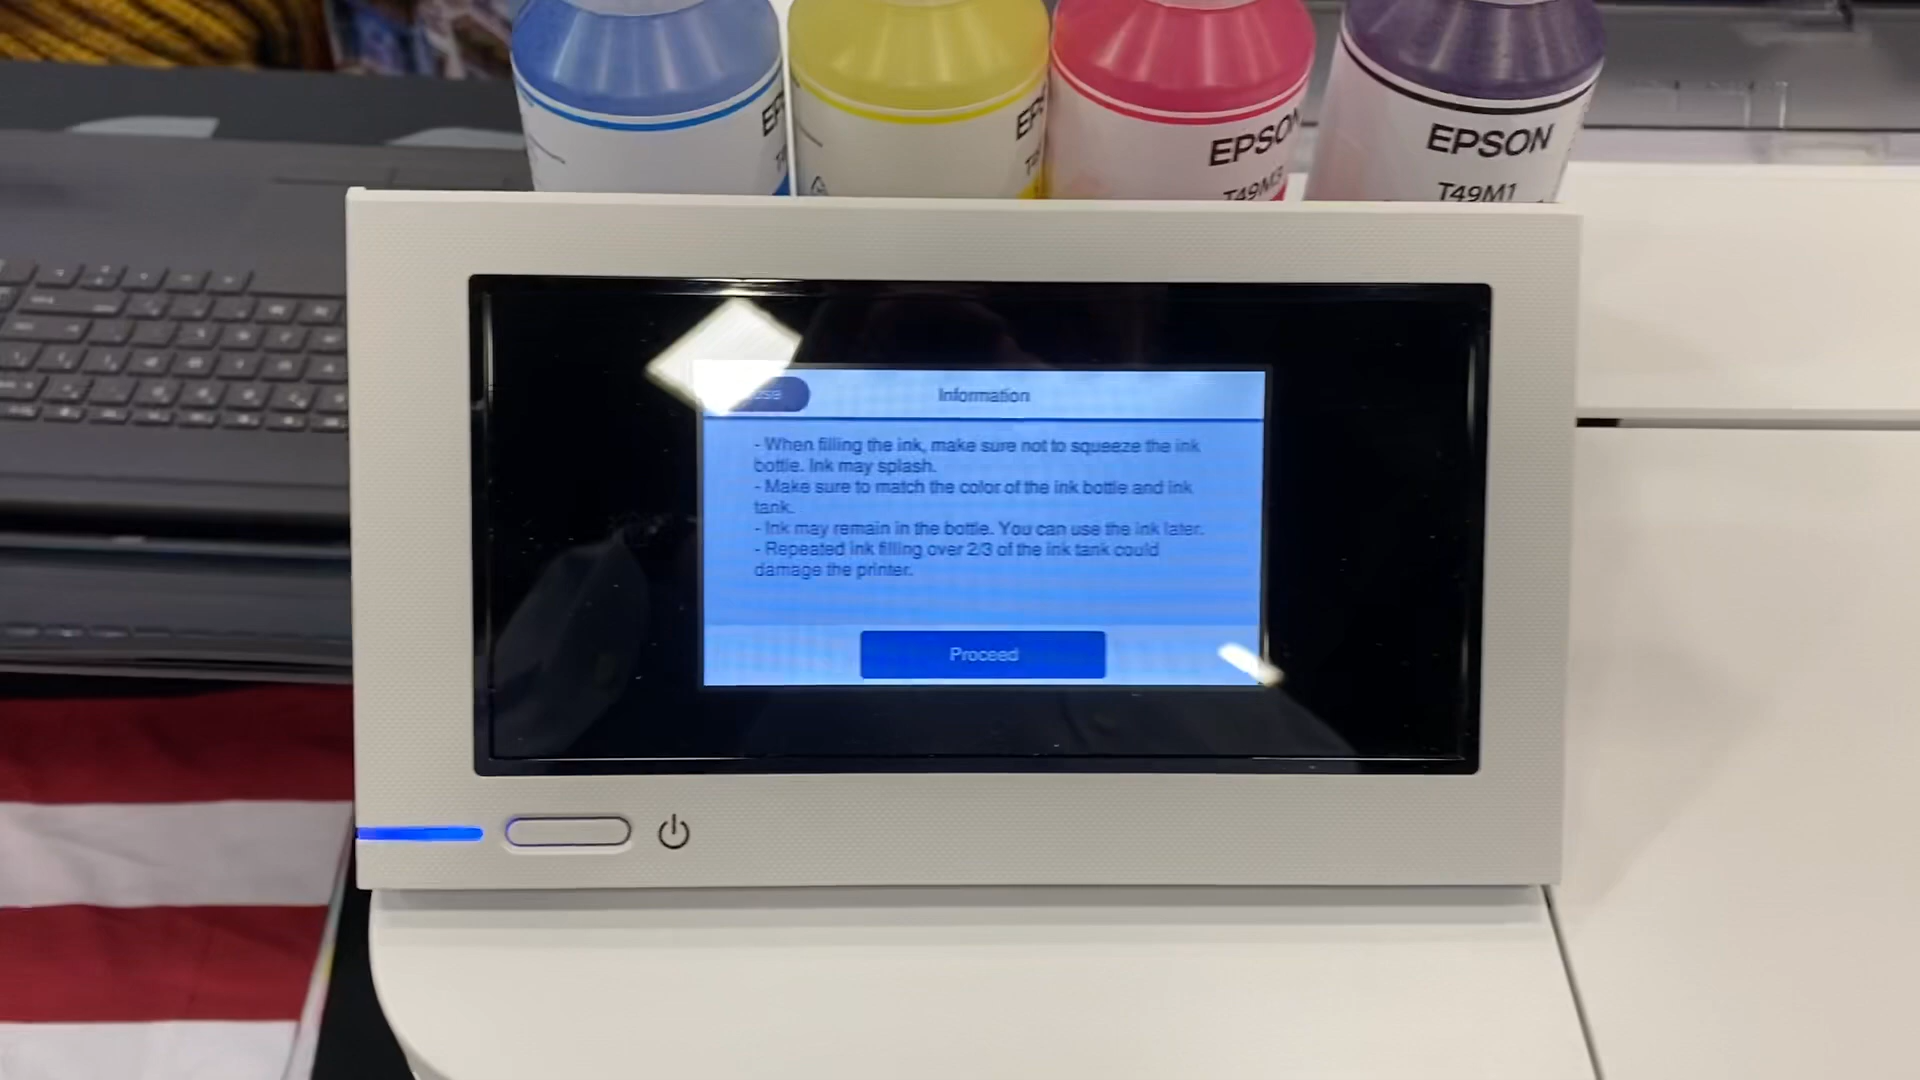 EPSON
T49M3
EPSON
T49M1
Information
- When filling the ink, make sure not to squeeze the ink
bottle. Ink may splash.
- Make sure to match the color of the ink bottle and ink
tank.
- Ink may remain in the bottle. You can use the ink later.
- Repeated ink filling over 2/3 of the ink tank could
damage the printer.
Proceed